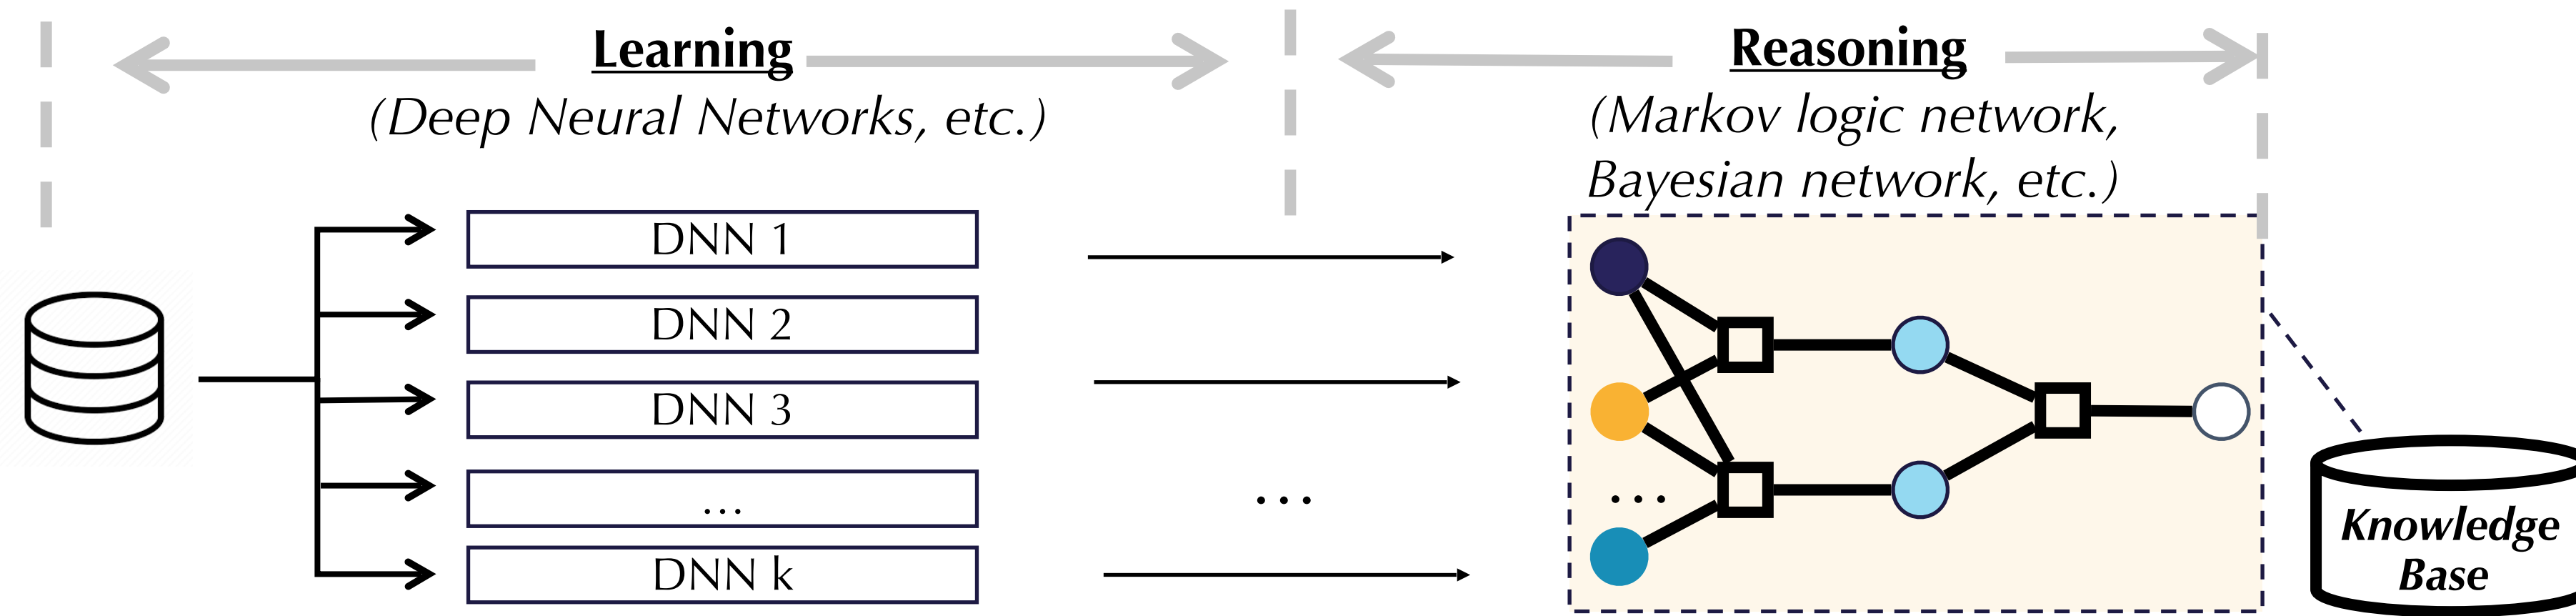 Learning
(Deep Neural Networks, etc.)
Reasoning
(Markov logic network,
Bayesian network, etc.)
DNN 1
DNN 2
DNN 3
...
DNN k
...
...
Knowledge
Base